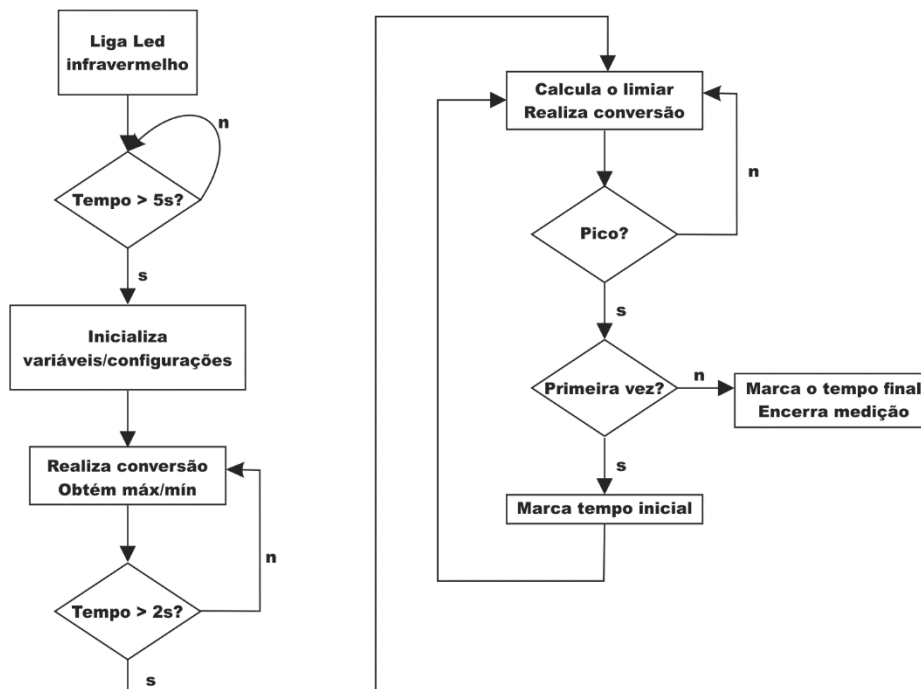 Liga Led
infravermelho
n
Tempo > 5s?
s
Inicializa
variáveis/configurações
Realiza conversão
Obtém máx/mín
n
Tempo > 2s?
s
Calcula o limiar
Realiza conversão
n
Pico?
s
Primeira vez?
n
Marca o tempo final
Encerra medição
s
Marca tempo inicial